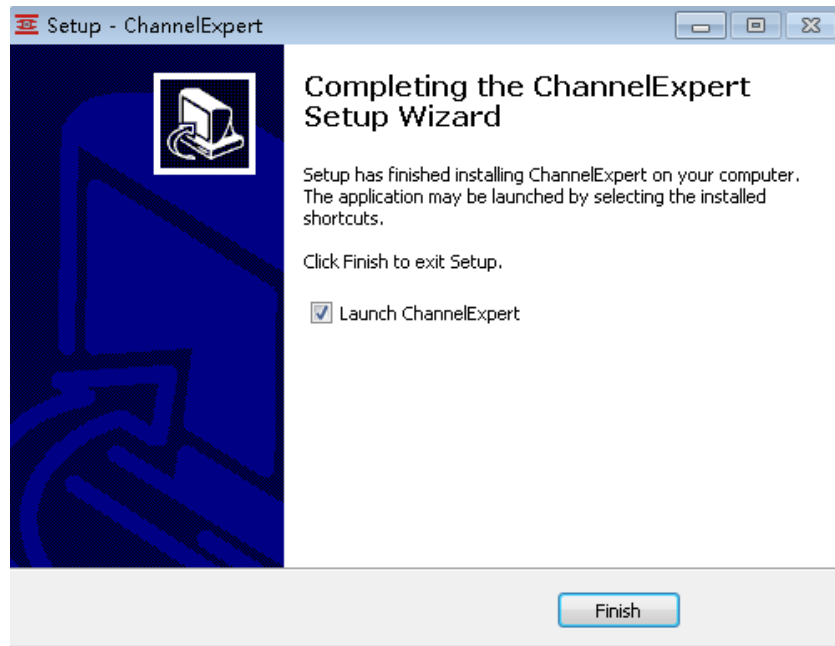 Setup - ChannelExpert
Completing the ChannelExpert
Setup Wizard
Setup has finished installing ChannelExpert on your computer.
The application may be launched by selecting the installed
shortcuts.
Click Finish to exit Setup.
Launch ChannelExpert
Finish